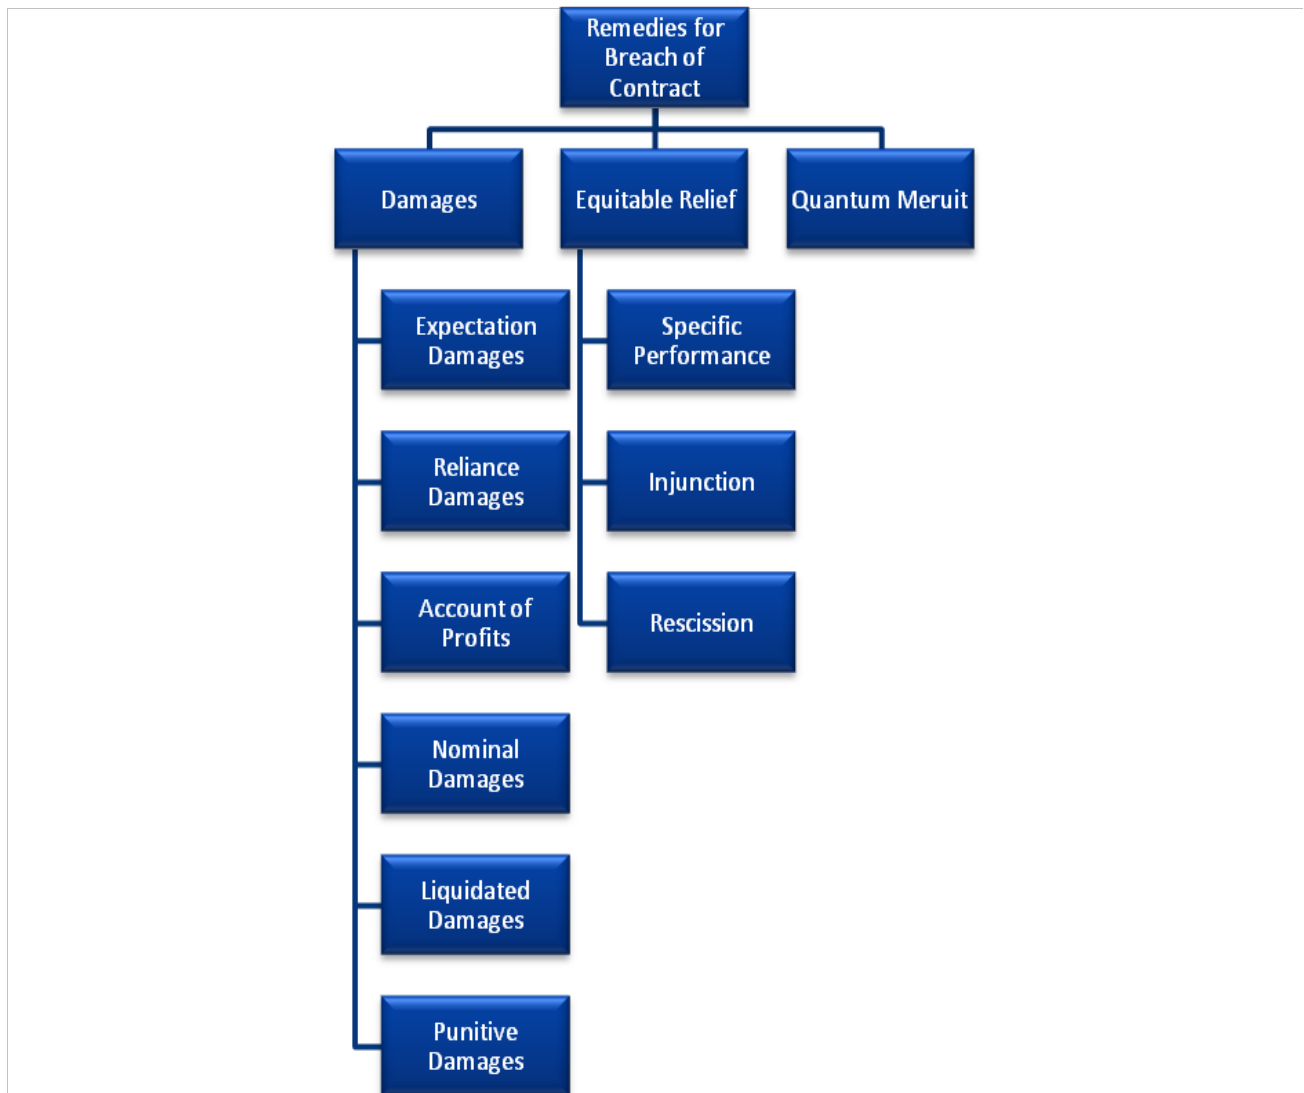 Remedies for
Breach of
Contract
Damages
Equitable Relief
Quantum Meruit
Expectation
Damages
Specific
Performance
Reliance
Damages
Injunction
Account of
Profits
Rescission
Nominal
Damages
Liquidated
Damages
Punitive
Damages